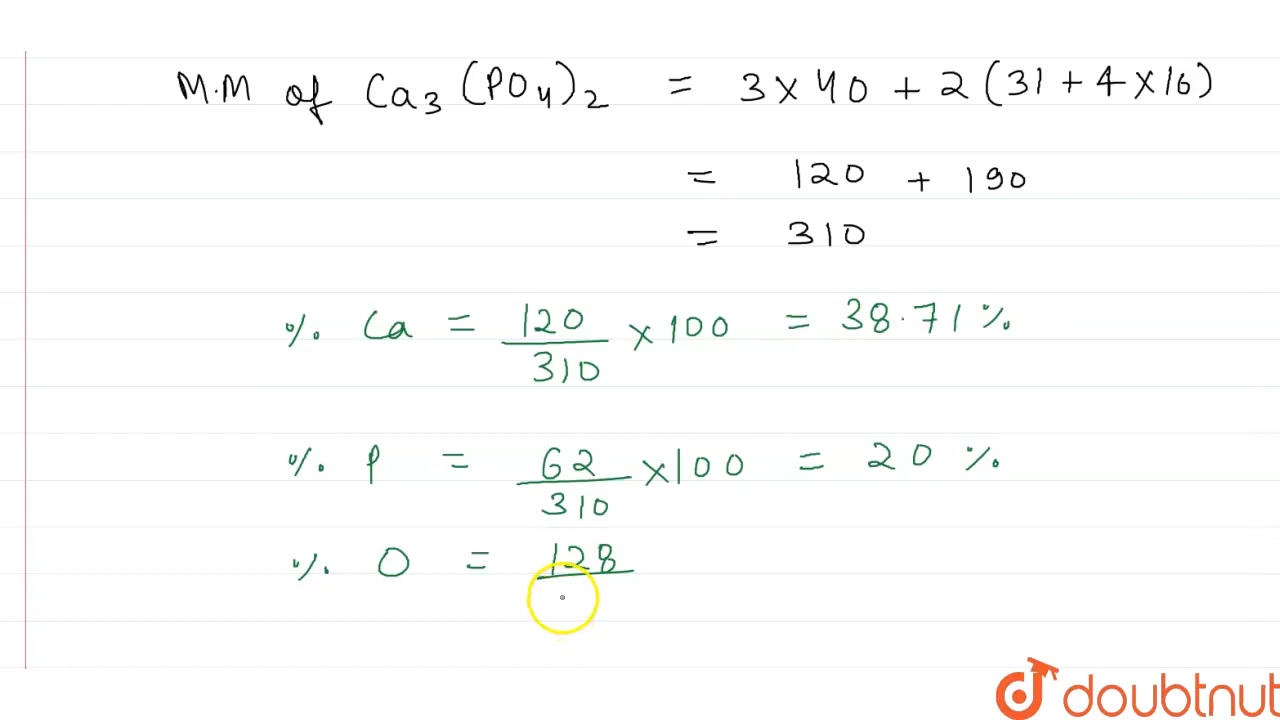 M.M of Ca3(PO4)2 = 3 × 40 + 2(31 + 4 × 16)
= 120 + 190
= 310
% Ca = 120/310 × 100 = 38.71 %
% P = 62/310 × 100 = 20 %
% O = 128/
doubtnut